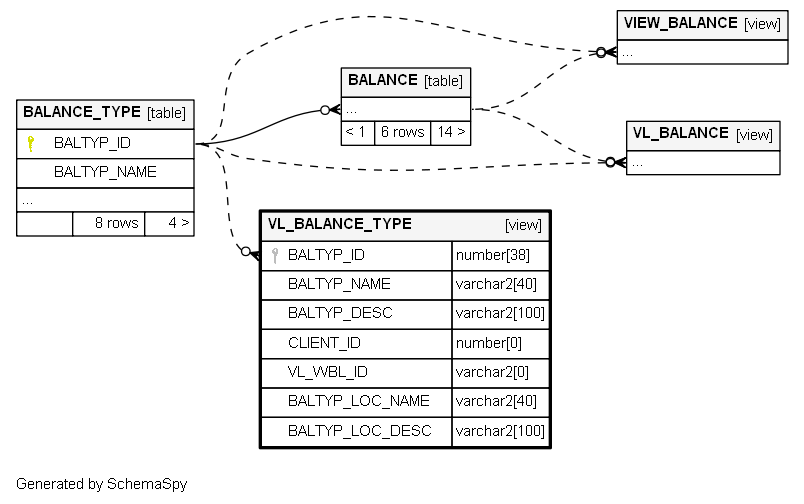 VIEW_BALANCE [view]
...
BALANCE [table]
...
< 1 6 rows 14 >
BALANCE_TYPE [table]
BALTYP_ID
BALTYP_NAME
...
8 rows 4 >
VL_BALANCE [view]
...
VL_BALANCE_TYPE [view]
BALTYP_ID number[38]
BALTYP_NAME varchar2[40]
BALTYP_DESC varchar2[100]
CLIENT_ID number[0]
VL_WBL_ID varchar2[0]
BALTYP_LOC_NAME varchar2[40]
BALTYP_LOC_DESC varchar2[100]
Generated by SchemaSpy